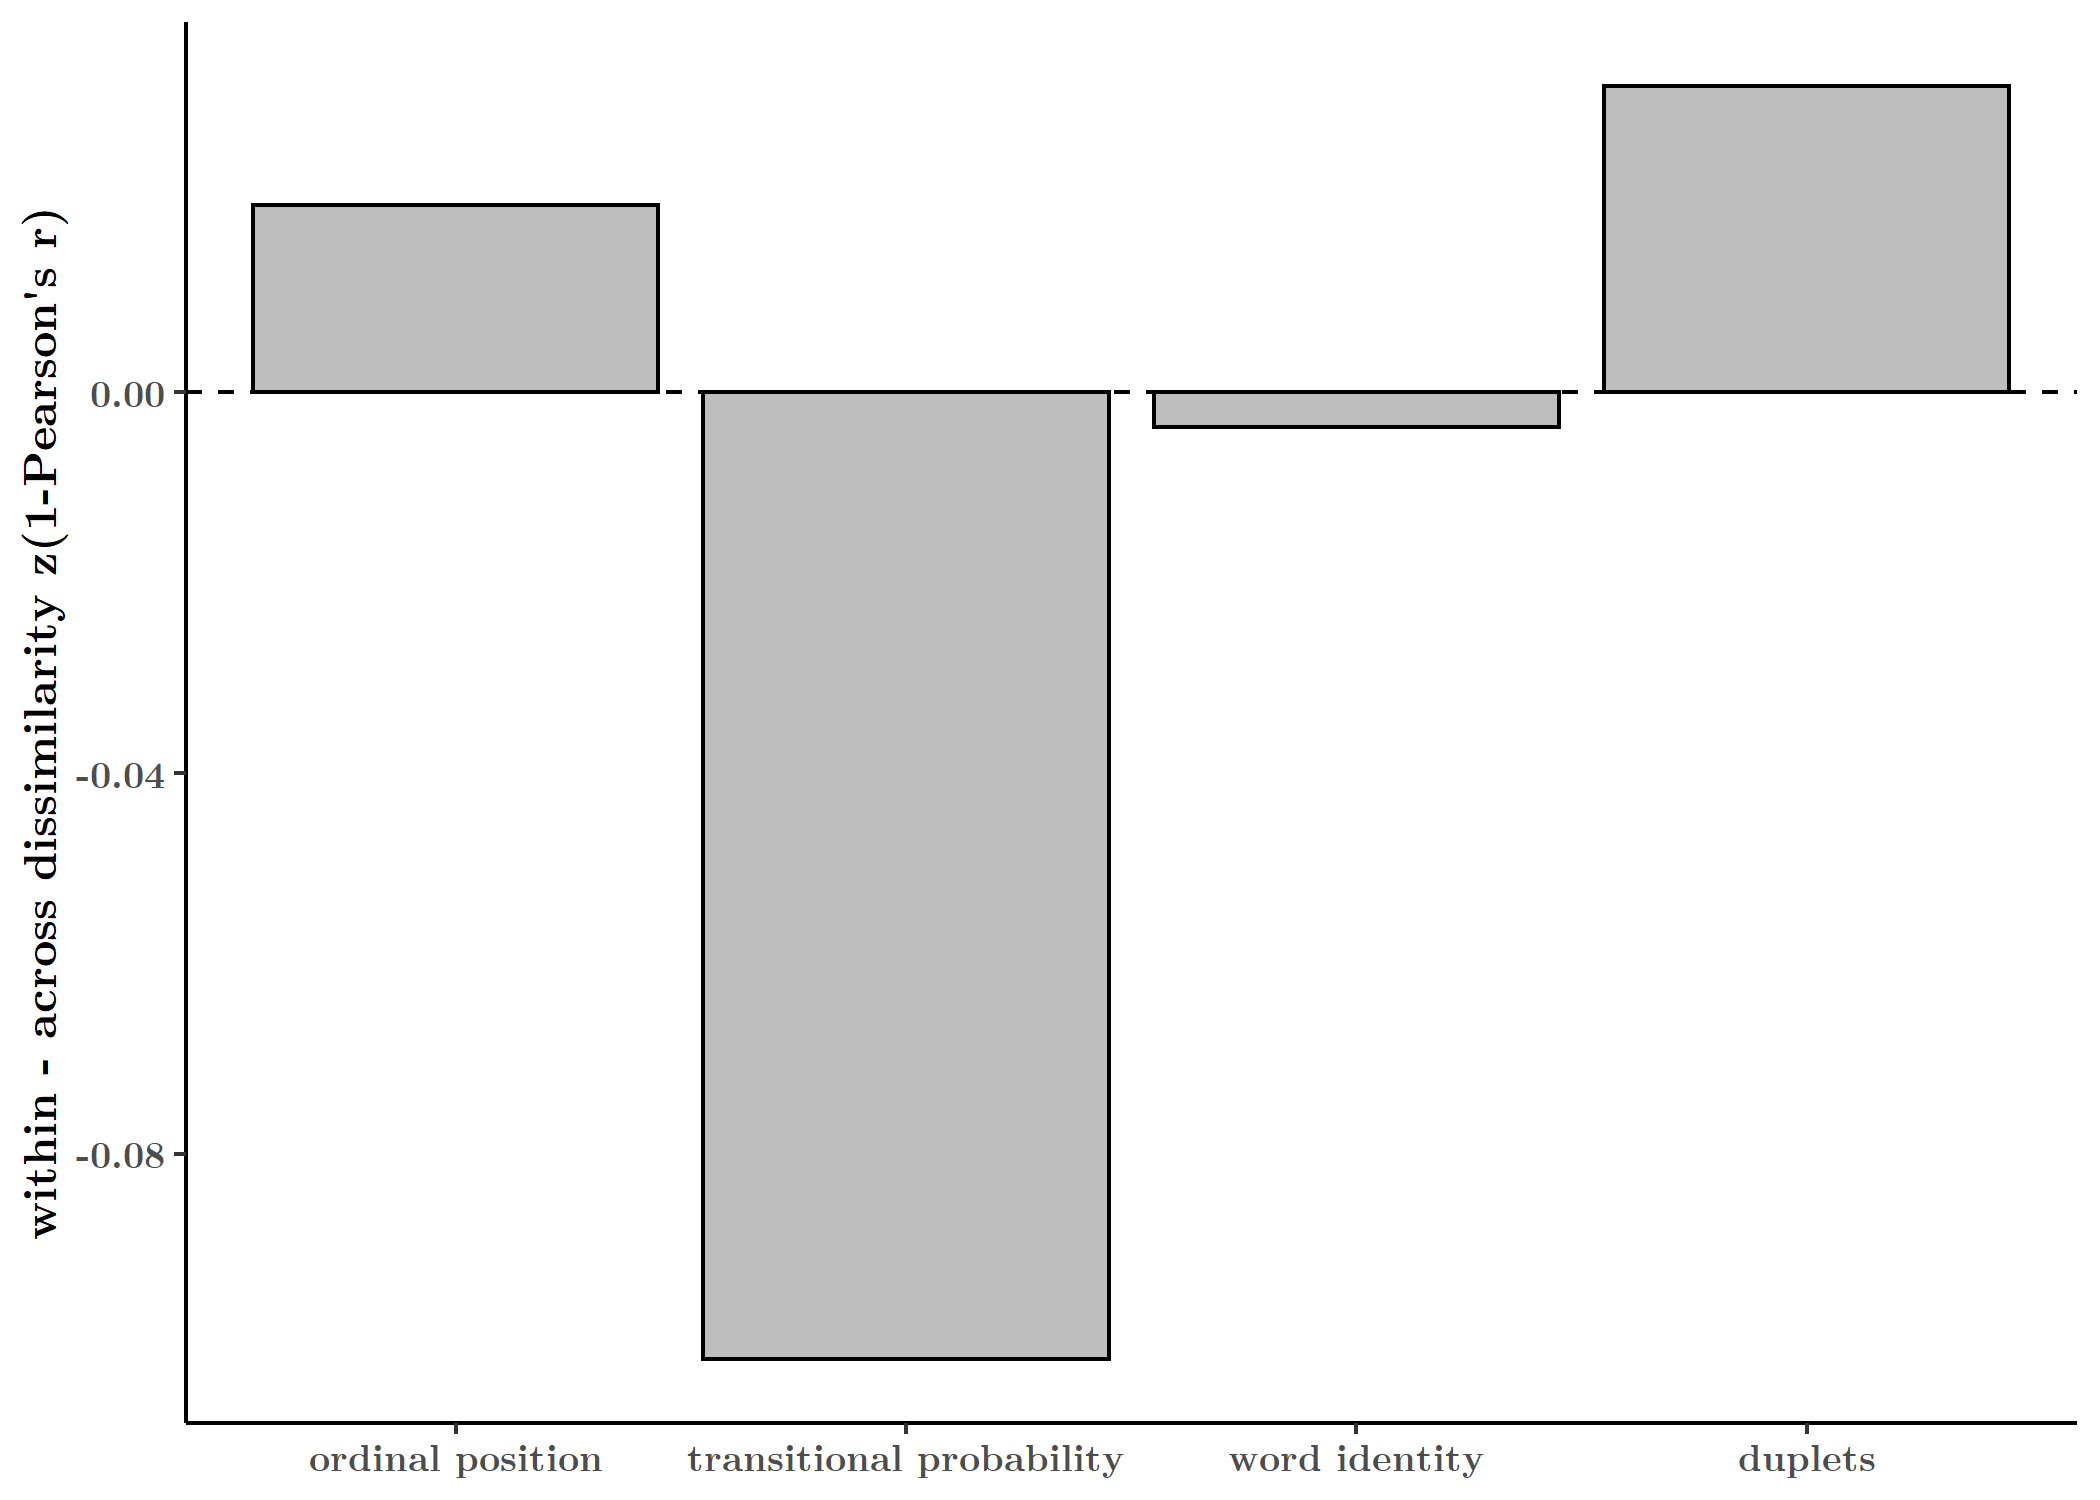 within - across dissimilarity z(1-Pearson's r)
0.00
-0.04
-0.08
ordinal position
transitional probability
word identity
duplets